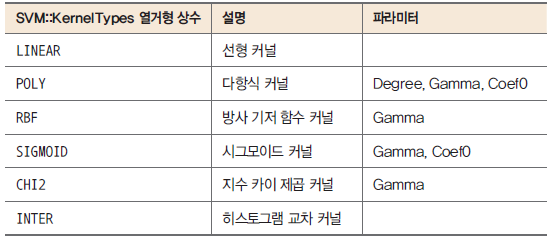 SVM::KernelTypes 열거형 상수 설명 파라미터
LINEAR 선형 커널
POLY 다항식 커널 Degree, Gamma, Coef0
RBF 방사 기저 함수 커널 Gamma
SIGMOID 시그모이드 커널 Gamma, Coef0
CHI2 지수 카이 제곱 커널 Gamma
INTER 히스토그램 교차 커널